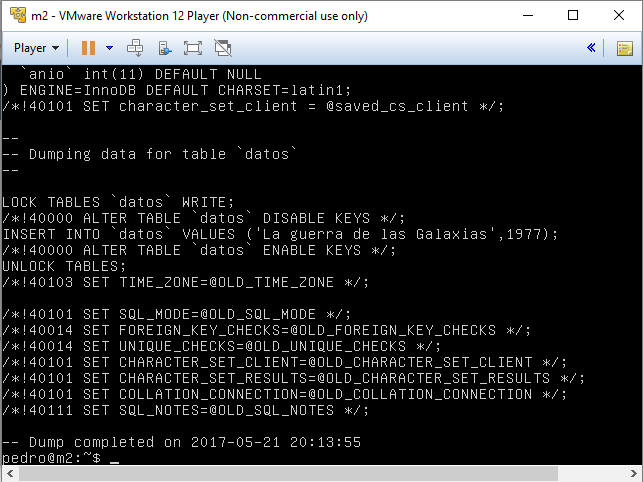 m2 - VMware Workstation 12 Player (Non-commercial use only)
Player
`anio` int(11) DEFAULT NULL
) ENGINE=InnoDB DEFAULT CHARSET=latin1;
/*!40101 SET character_set_client = @saved_cs_client */;
--
-- Dumping data for table `datos`
--
LOCK TABLES `datos` WRITE;
/*!40000 ALTER TABLE `datos` DISABLE KEYS */;
INSERT INTO `datos` VALUES ('La guerra de las Galaxias',1977);
/*!40000 ALTER TABLE `datos` ENABLE KEYS */;
UNLOCK TABLES;
/*!40103 SET TIME_ZONE=@OLD_TIME_ZONE */;
/*!40101 SET SQL_MODE=@OLD_SQL_MODE */;
/*!40014 SET FOREIGN_KEY_CHECKS=@OLD_FOREIGN_KEY_CHECKS */;
/*!40014 SET UNIQUE_CHECKS=@OLD_UNIQUE_CHECKS */;
/*!40101 SET CHARACTER_SET_CLIENT=@OLD_CHARACTER_SET_CLIENT */;
/*!40101 SET CHARACTER_SET_RESULTS=@OLD_CHARACTER_SET_RESULTS */;
/*!40101 SET COLLATION_CONNECTION=@OLD_COLLATION_CONNECTION */;
/*!40111 SET SQL_NOTES=@OLD_SQL_NOTES */;
-- Dump completed on 2017-05-21 20:13:55
pedro@m2:~$ _